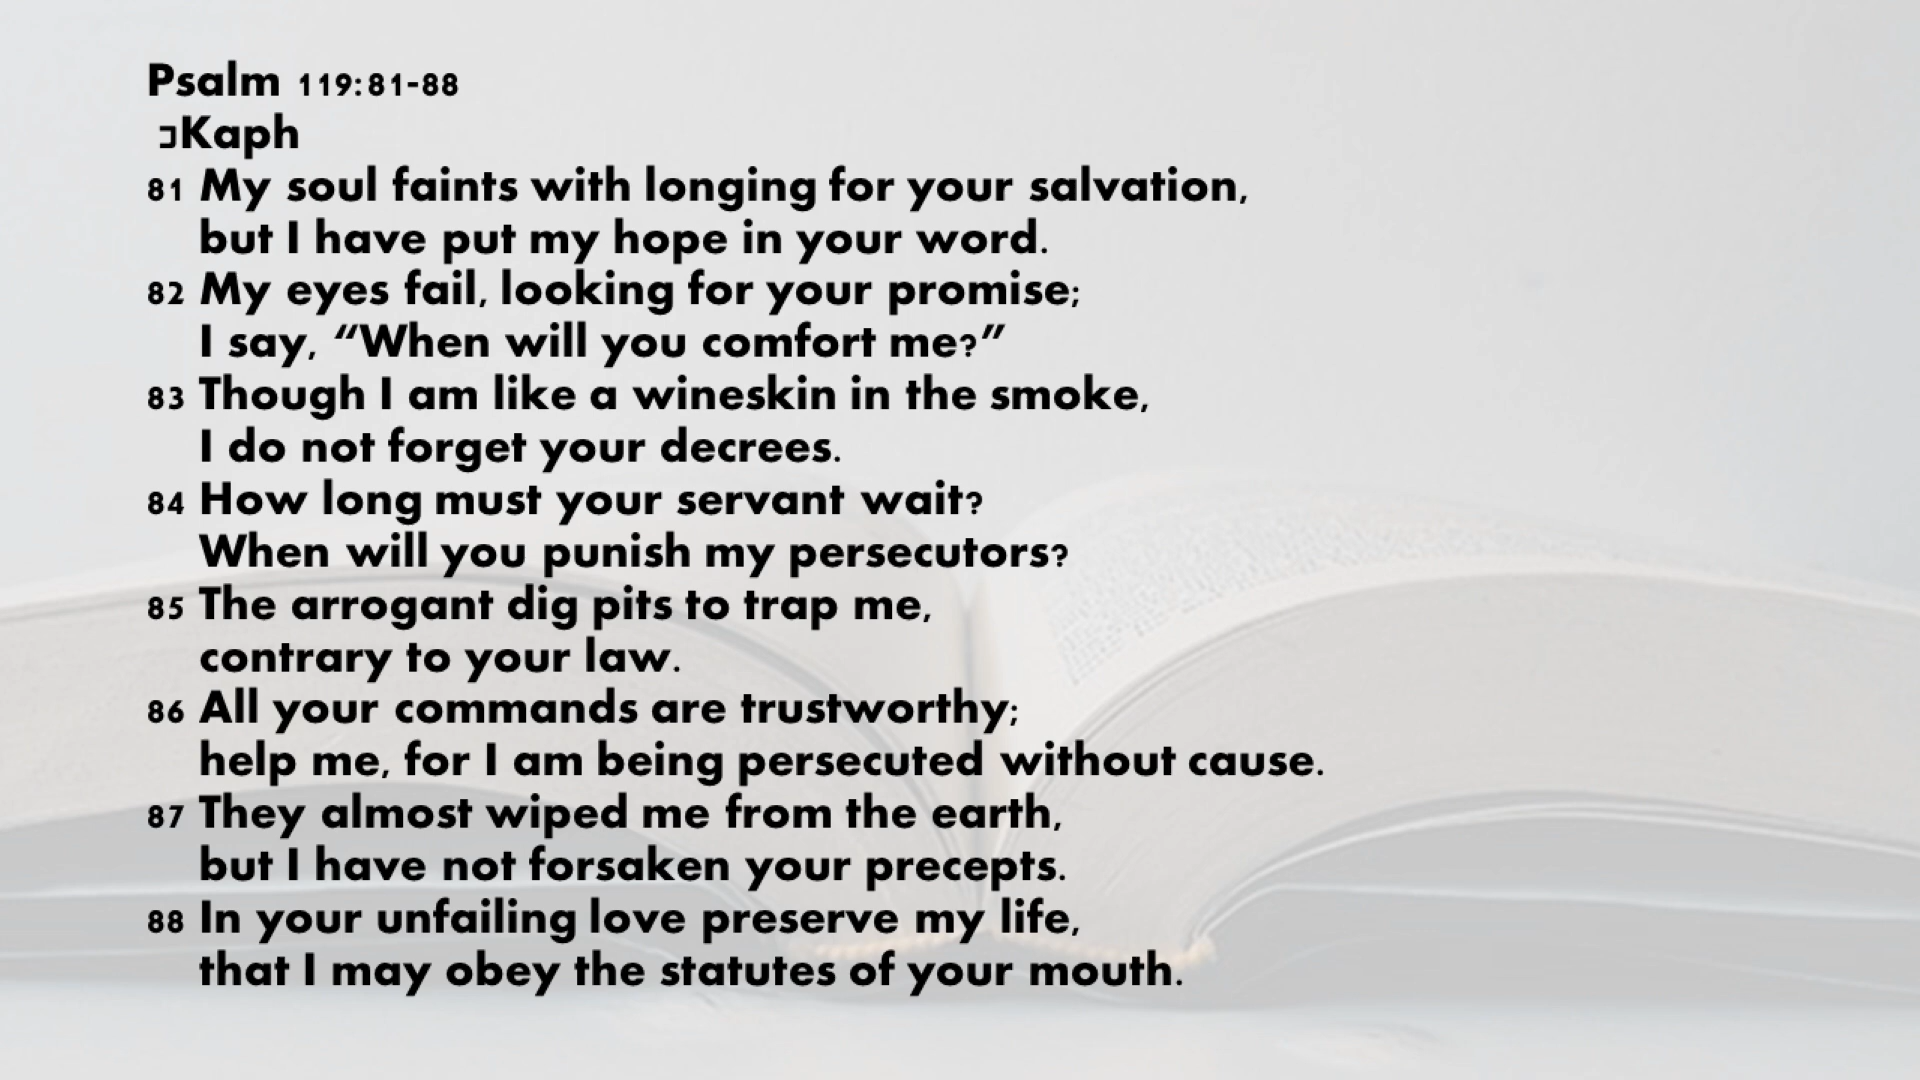 Psalm 119:81-88
כKaph
81 My soul faints with longing for your salvation,
but I have put my hope in your word.
82 My eyes fail, looking for your promise;
I say, “When will you comfort me?”
83 Though I am like a wineskin in the smoke,
I do not forget your decrees.
84 How long must your servant wait?
When will you punish my persecutors?
85 The arrogant dig pits to trap me,
contrary to your law.
86 All your commands are trustworthy;
help me, for I am being persecuted without cause.
87 They almost wiped me from the earth,
but I have not forsaken your precepts.
88 In your unfailing love preserve my life,
that I may obey the statutes of your mouth.